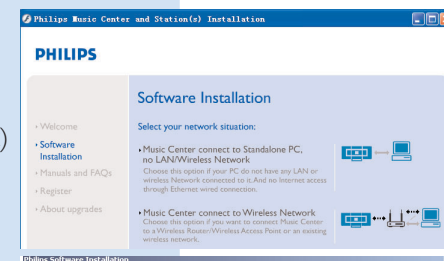 Philips Music Center and Station(s) Installation
PHILIPS
Software Installation
Welcome
Software
Installation
Manuals and FAQs
Register
About upgrades
Select your network situation:
Music Center connect to Standalone PC,
no LAN/Wireless Network
Choose this option if your PC do not have any LAN or
wireless Network connected to it.And no Internet access
through Ethernet wired connection.
Music Center connect to Wireless Network
Choose this option if you want to connect Music Center
to a Wireless Router/Wireless Access Point or an existing
wireless network.
)
Philips Software Installation